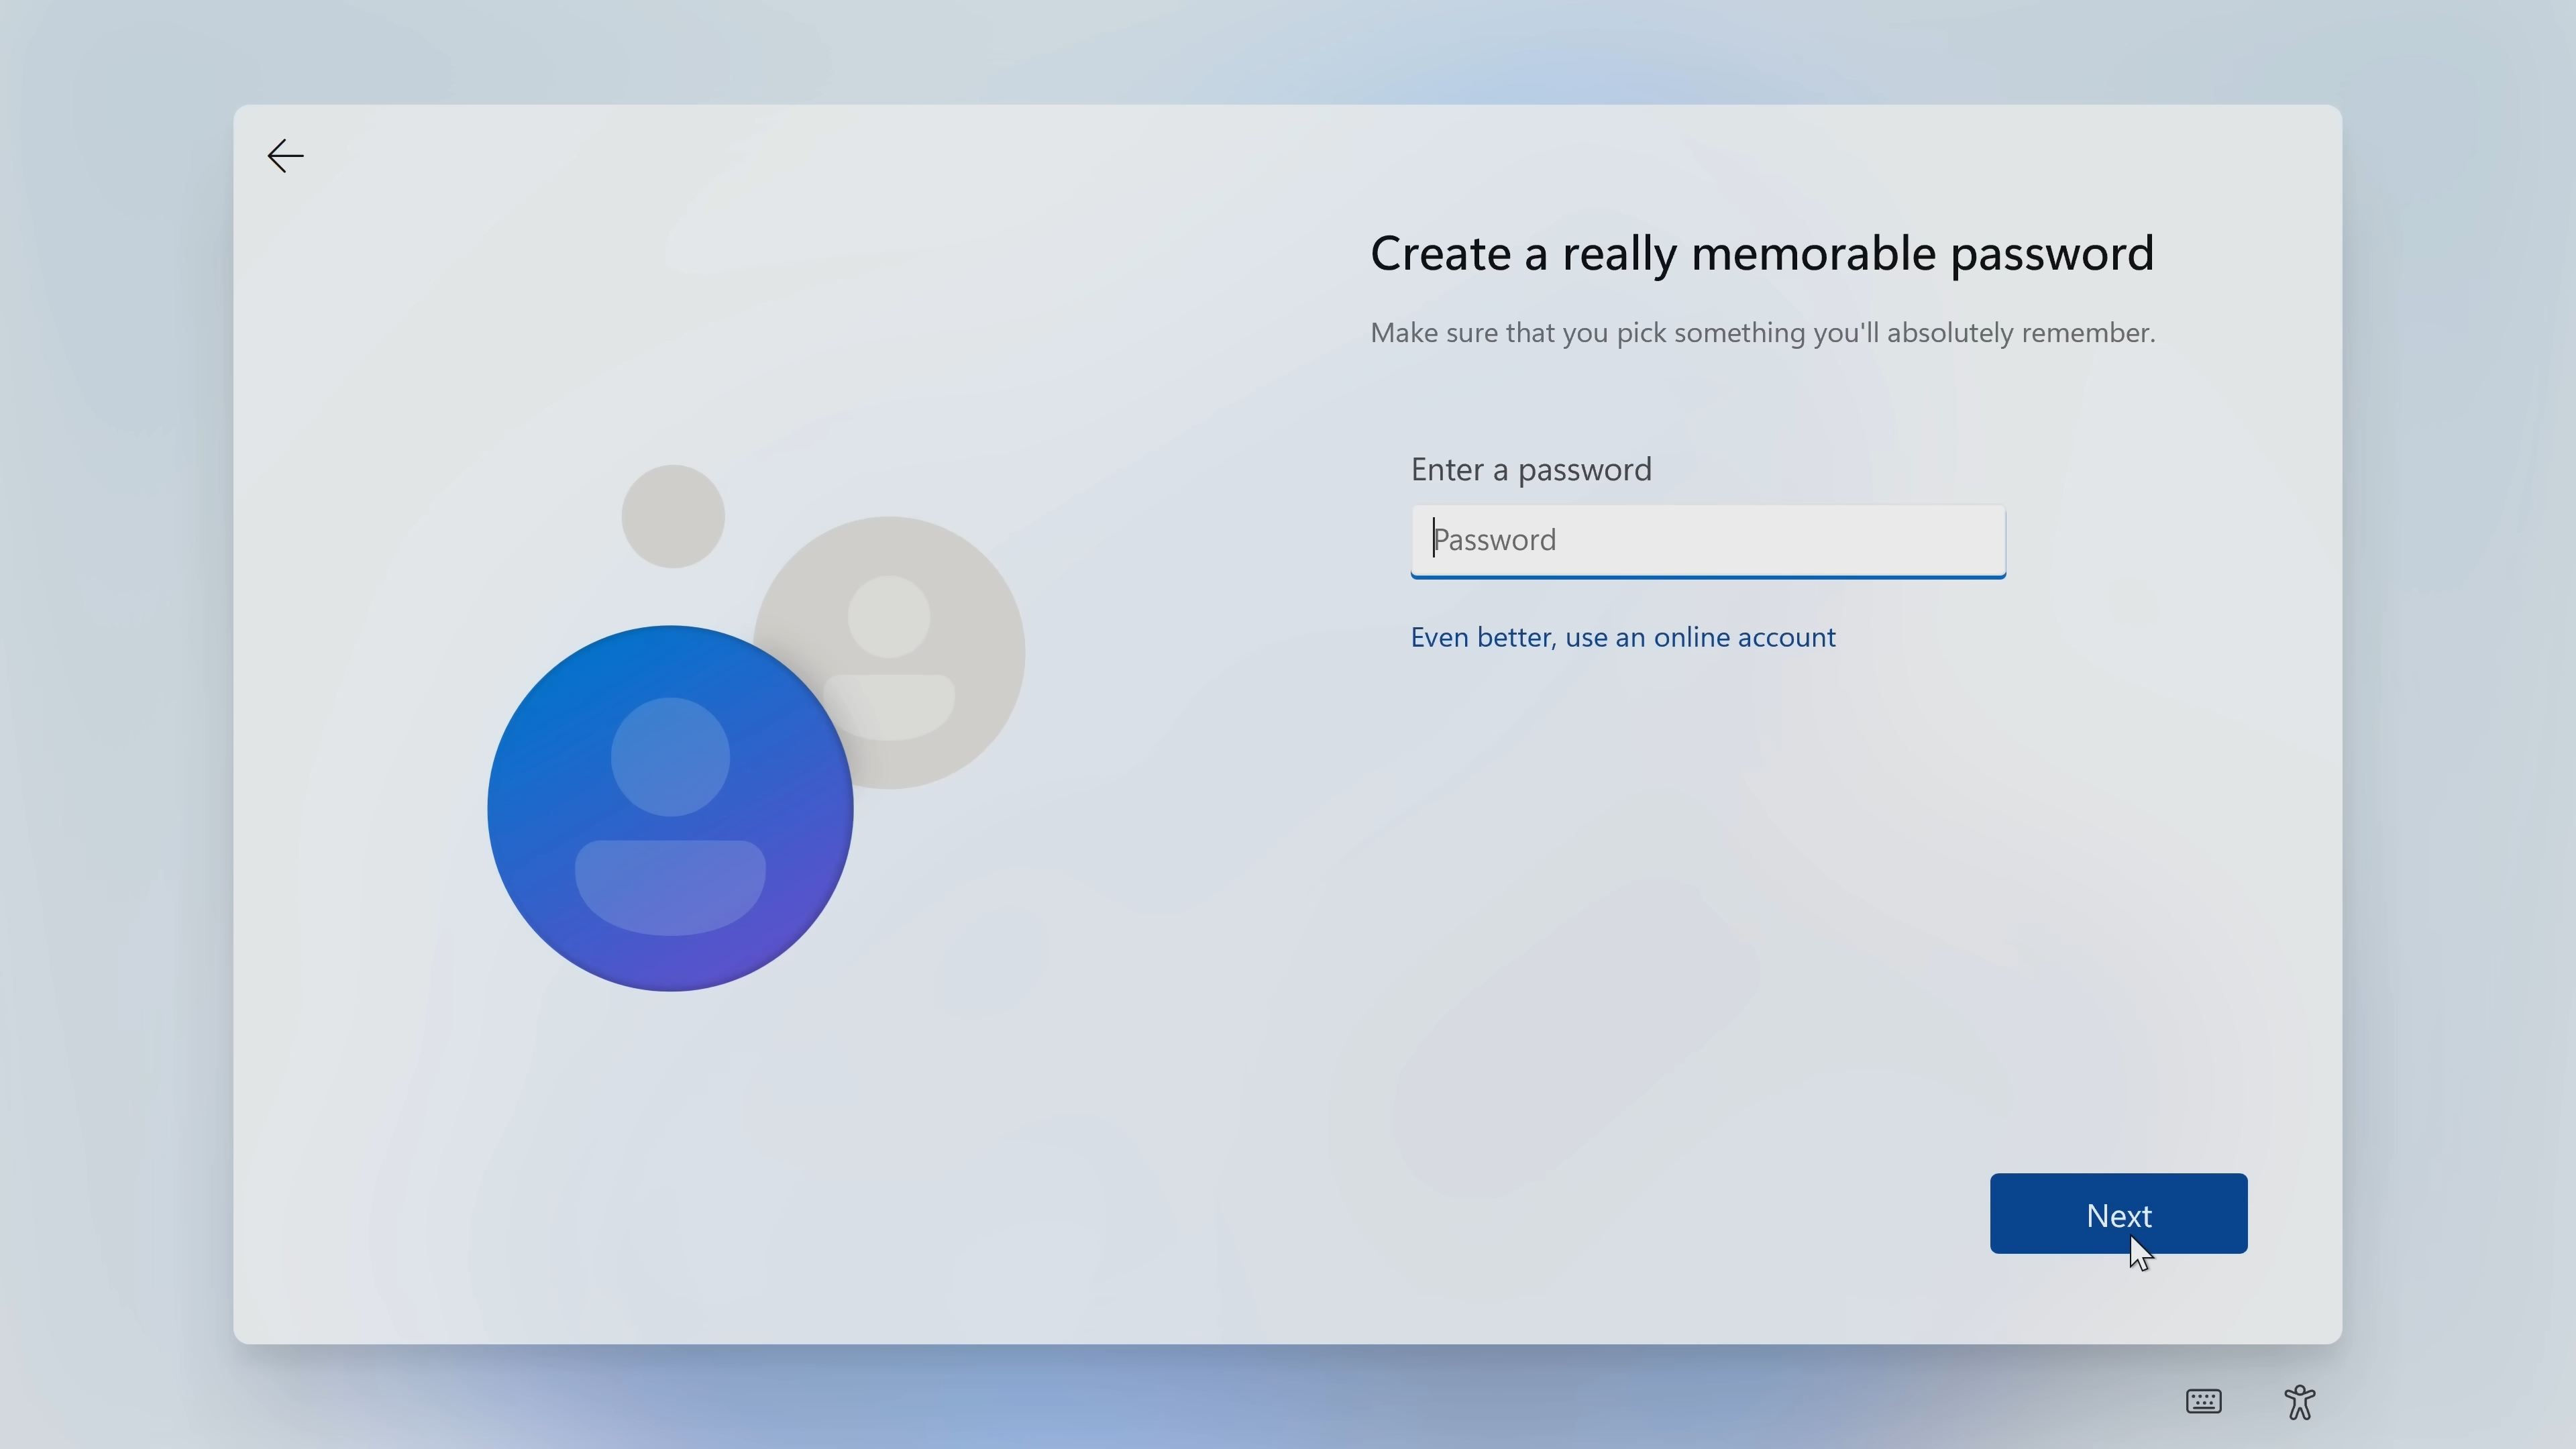 Create a really memorable password
Make sure that you pick something you'll absolutely remember.
Enter a password
Password
Even better, use an online account
Next